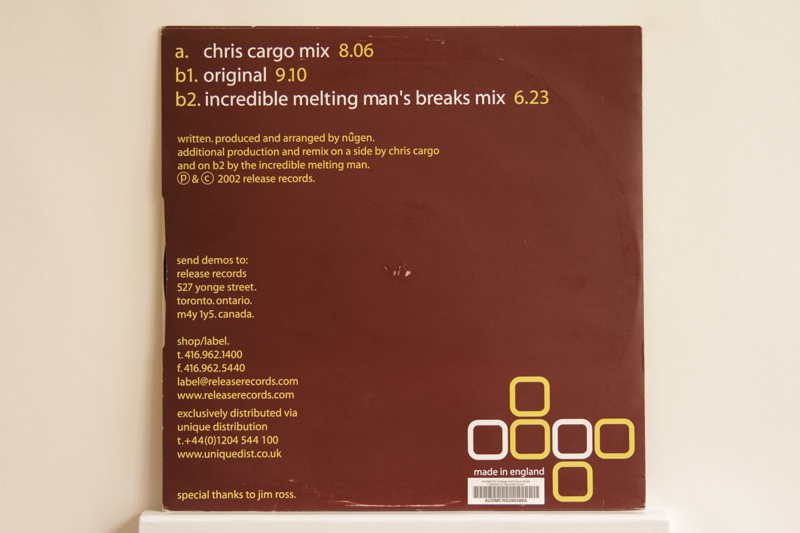 a. chris cargo mix 8.06
b1. original 9.10
b2. incredible melting man's breaks mix 6.23
written. produced and arranged by nûgen.
additional production and remix on a side by chris cargo
and on b2 by the incredible melting man.
Ⓟ & © 2002 release records.
send demos to:
release records
527 yonge street.
toronto. ontario.
m4y 1y5. canada.
shop/label.
t. 416.962.1400
f. 416.962.5440
label@releaserecords.com
www.releaserecords.com
exclusively distributed via
unique distribution
t.+44(0)1204 544 100
www.uniquedist.co.uk
special thanks to jim ross.
made in england